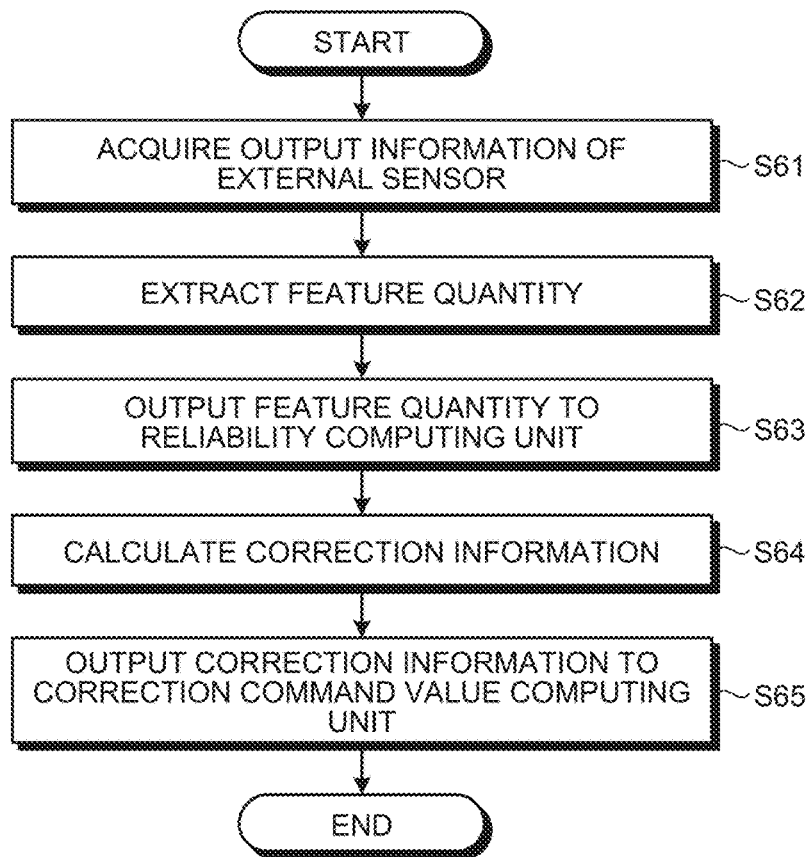 START
ACQUIRE OUTPUT INFORMATION OF
EXTERNAL SENSOR
S61
EXTRACT FEATURE QUANTITY
S62
OUTPUT FEATURE QUANTITY TO
RELIABILITY COMPUTING UNIT
S63
CALCULATE CORRECTION INFORMATION
S64
OUTPUT CORRECTION INFORMATION TO
CORRECTION COMMAND VALUE COMPUTING
UNIT
S65
END